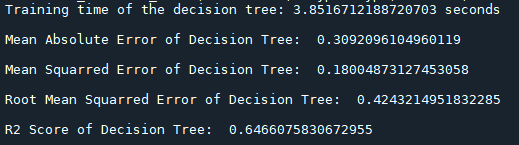 Training time of the decision tree: 3.8516712188720703 seconds
Mean Absolute Error of Decision Tree:  0.3092096104960119
Mean Squarred Error of Decision Tree:  0.18004873127453058
Root Mean Squarred Error of Decision Tree:  0.4243214951832285
R2 Score of Decision Tree:  0.6466075830672955